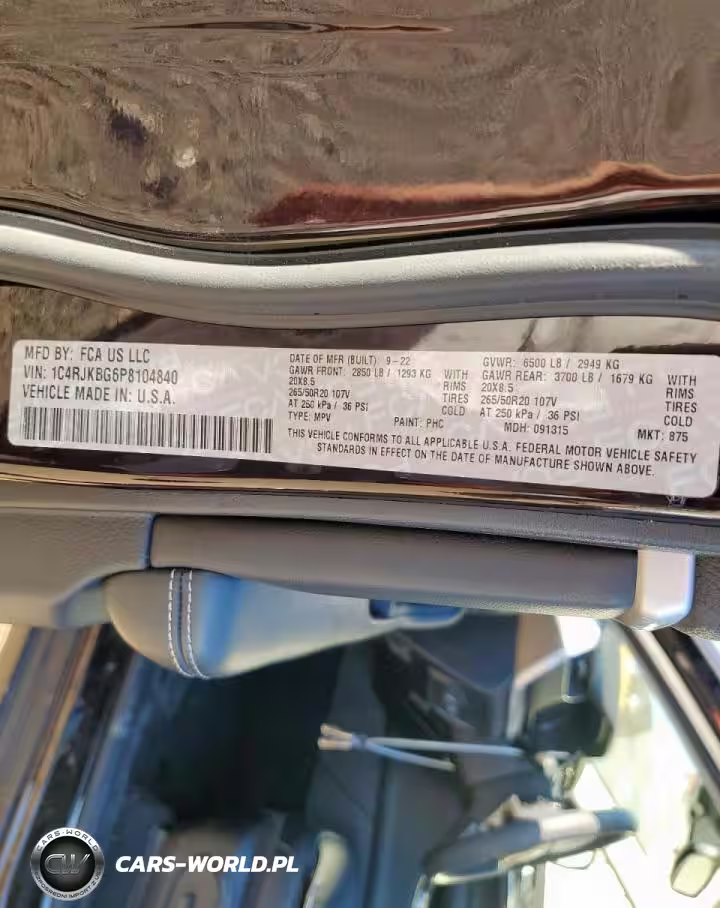 MFD BY: FCA US LLC
VIN: 1C4RJKBG6P8104840
VEHICLE MADE IN: U.S.A.
DATE OF MFR (BUILT) 9-22 GVWR: 6500 LB / 2949 KG
GAWR FRONT: 2850 LB / 1293 KG WITH GAWR REAR: 3700 LB / 1679 KG WITH
20X8.5 RIMS 20X8.5 RIMS
265/50R20 107V TIRES 265/50R20 107V TIRES
AT 250 kPa / 36 PSI COLD AT 250 kPa / 36 PSI COLD
TYPE: MPV PAINT: PHC MDH: 091315 MKT: 875
THIS VEHICLE CONFORMS TO ALL APPLICABLE U.S.A. FEDERAL MOTOR VEHICLE SAFETY
STANDARDS IN EFFECT ON THE DATE OF MANUFACTURE SHOWN ABOVE.
CARS-WORLD
CW
CARS-WORLD.PL